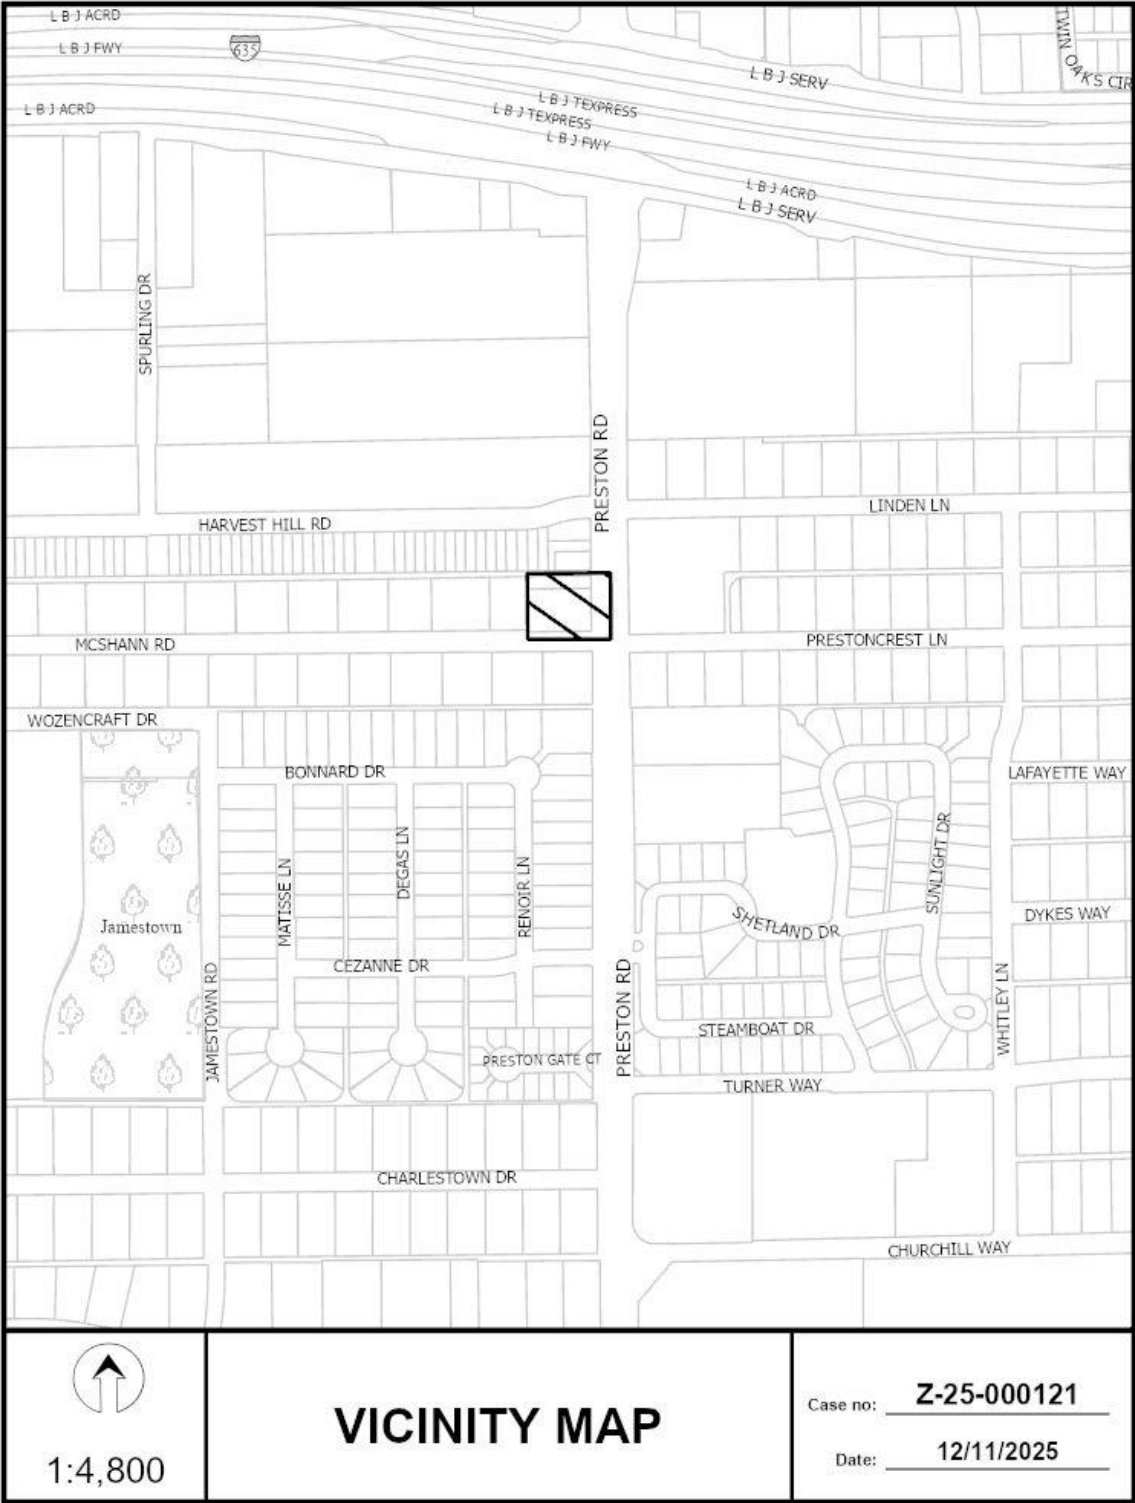 L B J ACRD
L B J FWY
635
L B J ACRD
L B J SERV
TWIN OAKS CIR
L B J TEXPRESS
L B J TEXPRESS
L B J FWY
L B J ACRD
L B J SERV
SPURLING DR
PRESTON RD
LINDEN LN
HARVEST HILL RD
MCSHANN RD
PRESTONCREST LN
WOZENCRAFT DR
BONNARD DR
LAFAYETTE WAY
MATISSE LN
DEGAS LN
RENOIR LN
SUNLIGHT DR
Jamestown
SHETLAND DR
DYKES WAY
CEZANNE DR
JAMESTOWN RD
PRESTON RD
WHITLEY LN
STEAMBOAT DR
PRESTON GATE CT
TURNER WAY
CHARLESTOWN DR
CHURCHILL WAY
1:4,800
VICINITY MAP
Case no: Z-25-000121
Date: 12/11/2025